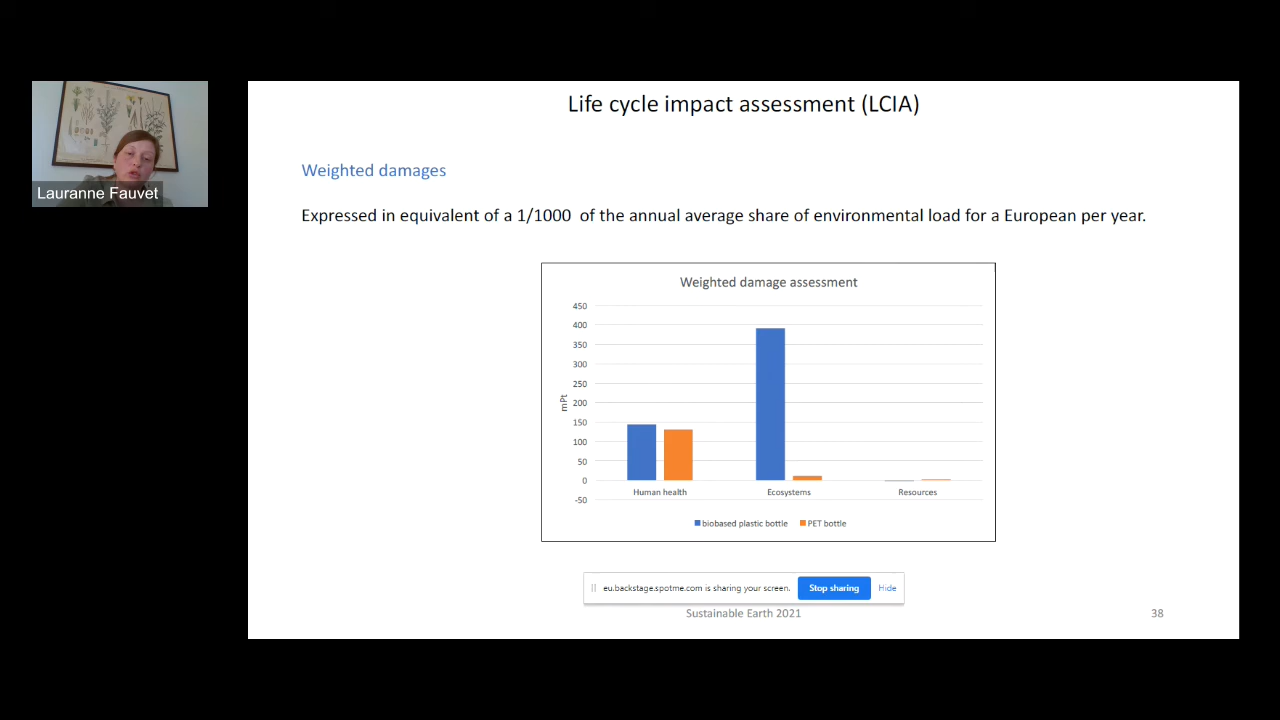 Life cycle impact assessment (LCIA)
Lauranne Fauvet
Weighted damages
Expressed in equivalent of a 1/1000 of the annual average share of environmental load for a European per year.
Weighted damage assessment
450
400
350
300
250
200
150
100
50
0
-50
mPt
Human health
Ecosystems
Resources
biobased plastic bottle
PET bottle
eu.backstage.spotme.com is sharing your screen.
Stop sharing
Hide
Sustainable Earth 2021
38